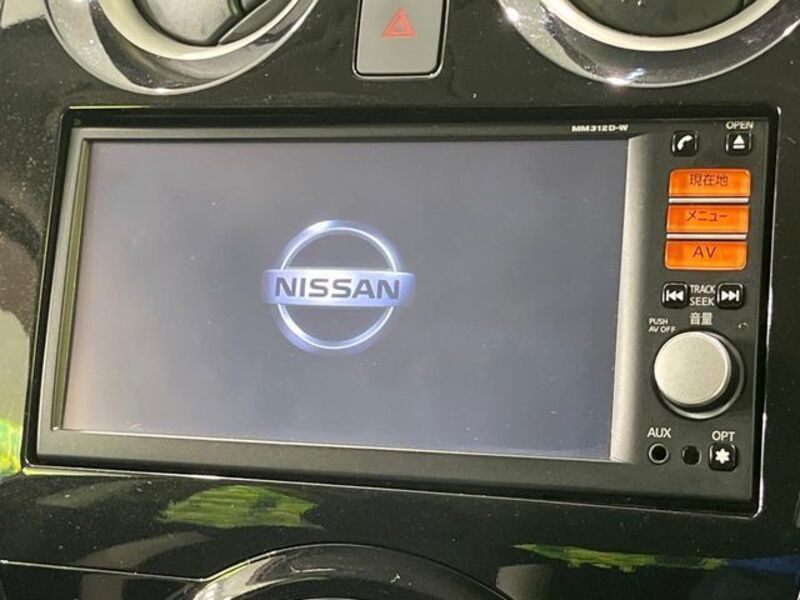 MM312D-W
OPEN
現在地
メニュー
AV
NISSAN
TRACK
SEEK
音量
PUSH
AV OFF
AUX
OPT